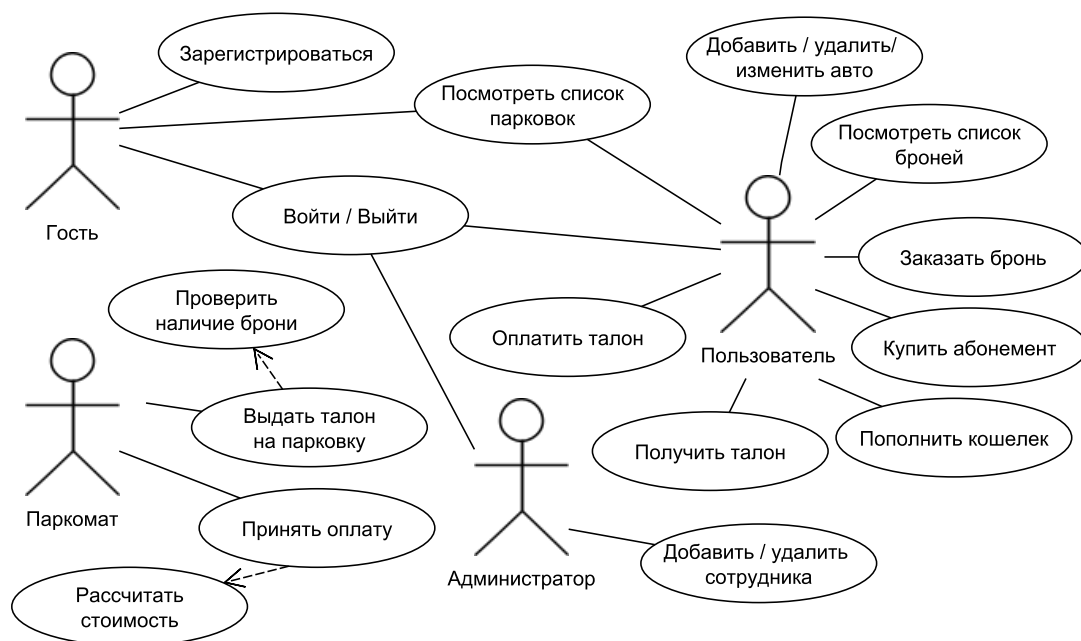 Зарегистрироваться
Добавить / удалить/
изменить авто
Посмотреть список
парковок
Посмотреть список
броней
Войти / Выйти
Гость
Заказать бронь
Проверить
наличие брони
Оплатить талон
Пользователь
Купить абонемент
Выдать талон
на парковку
Получить талон
Пополнить кошелек
Паркомат
Принять оплату
Администратор
Добавить / удалить
сотрудника
Рассчитать
стоимость